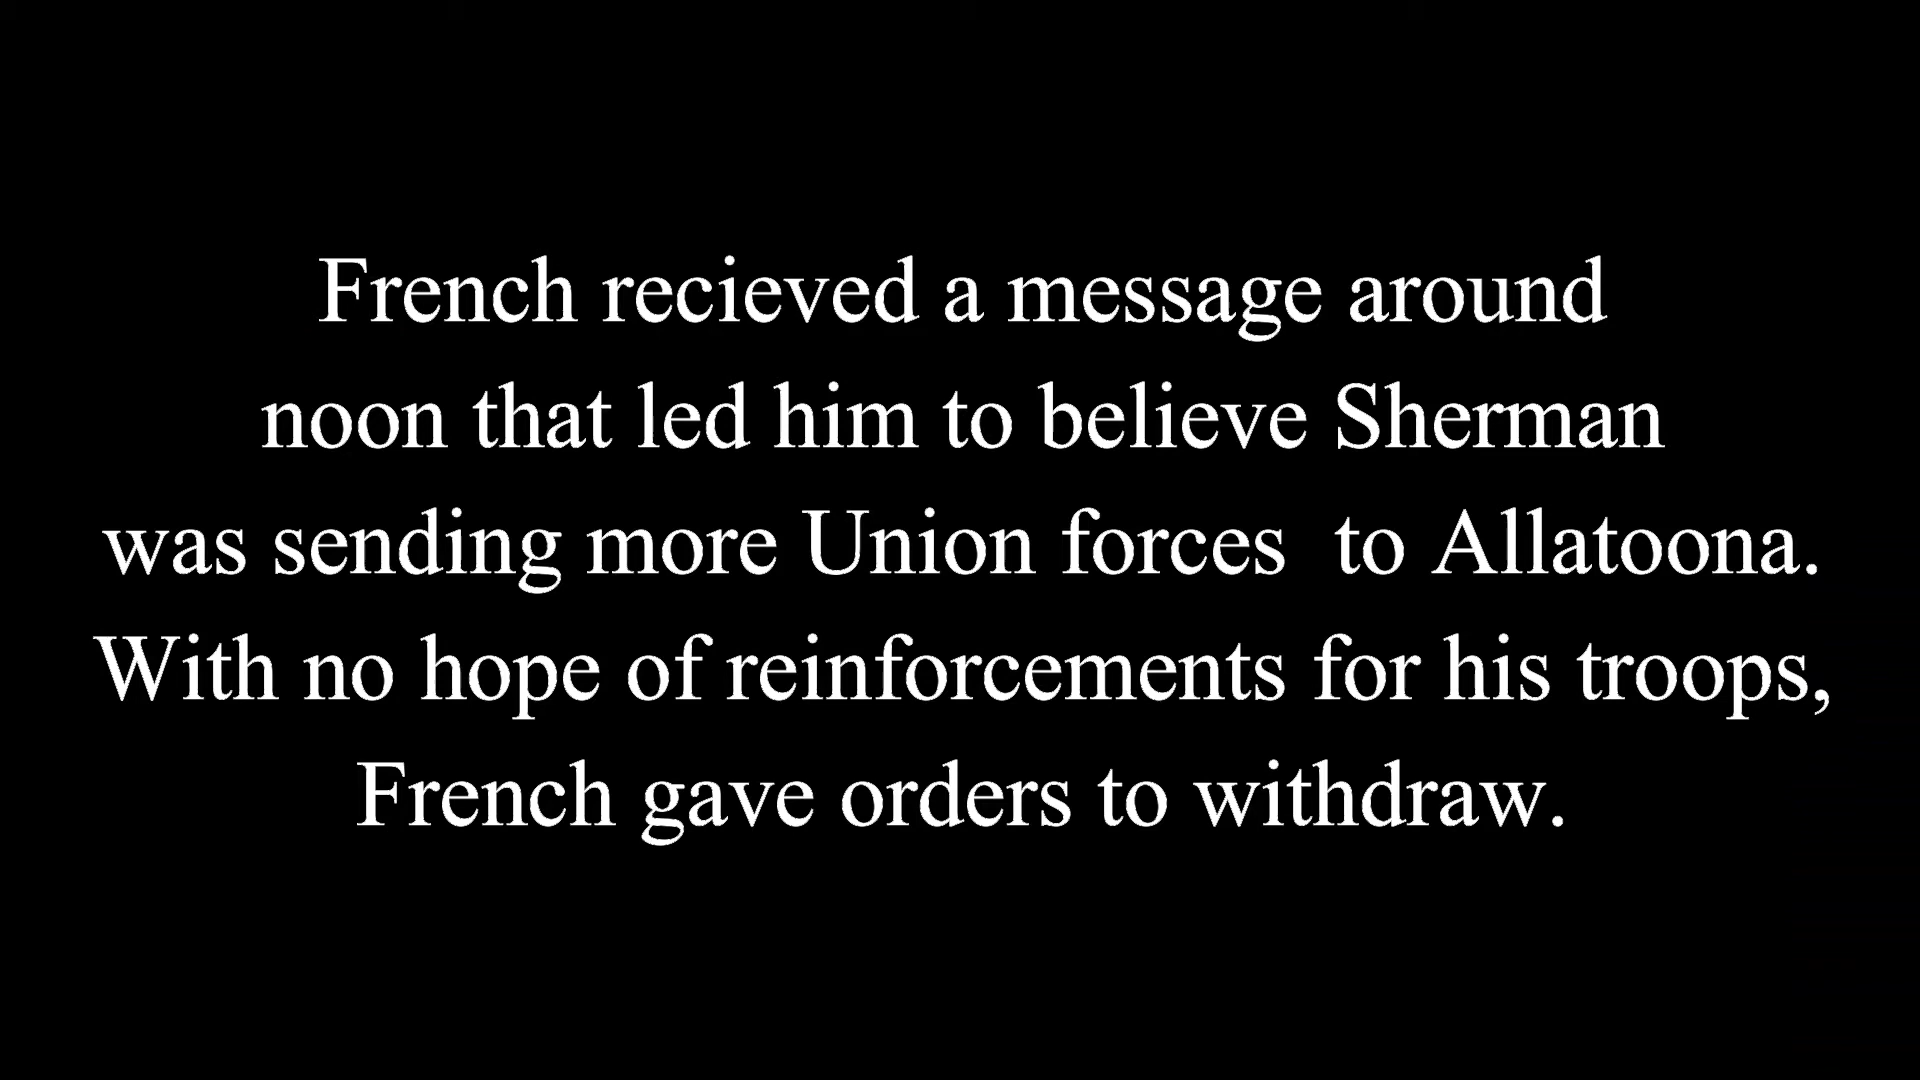 French recieved a message around
noon that led him to believe Sherman
was sending more Union forces  to Allatoona.
With no hope of reinforcements for his troops,
French gave orders to withdraw.